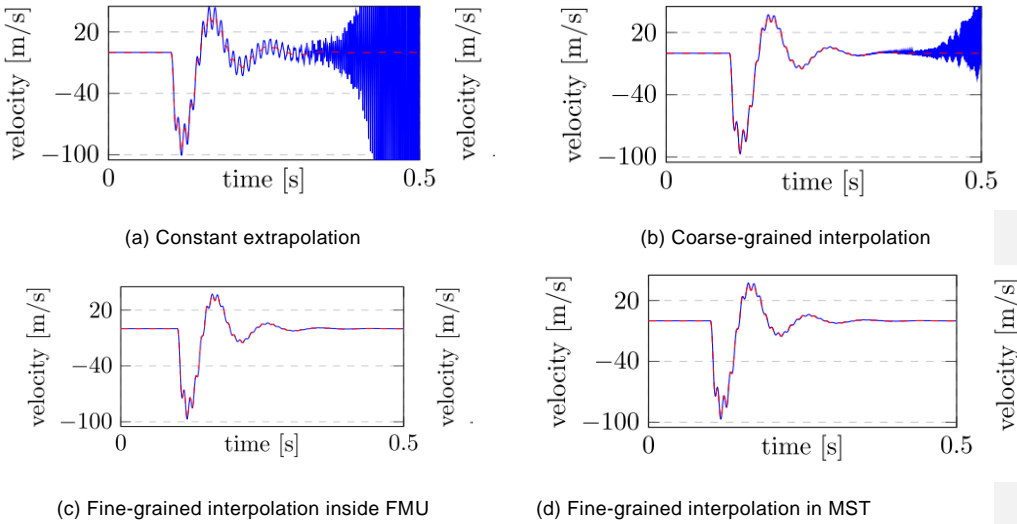 velocity [m/s]
20
−40
−100
0
time [s]
0.5
velocity [m/s]
20
−40
−100
0
time [s]
0.5
(a) Constant extrapolation
(b) Coarse-grained interpolation
velocity [m/s]
20
−40
−100
0
time [s]
0.5
velocity [m/s]
velocity [m/s]
20
−40
−100
0
time [s]
0.5
velocity [m/s]
(c) Fine-grained interpolation inside FMU
(d) Fine-grained interpolation in MST